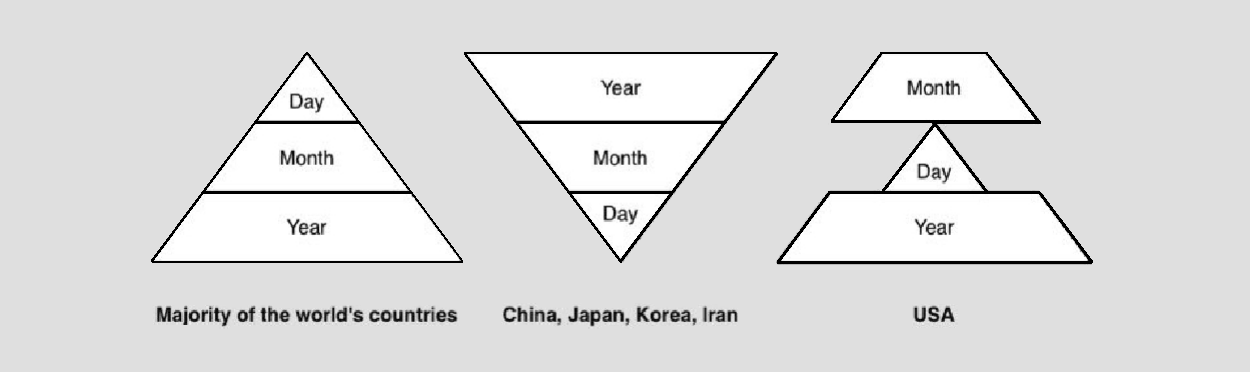 Day
Month
Year
Majority of the world's countries
Year
Month
Day
China, Japan, Korea, Iran
Month
Day
Year
USA